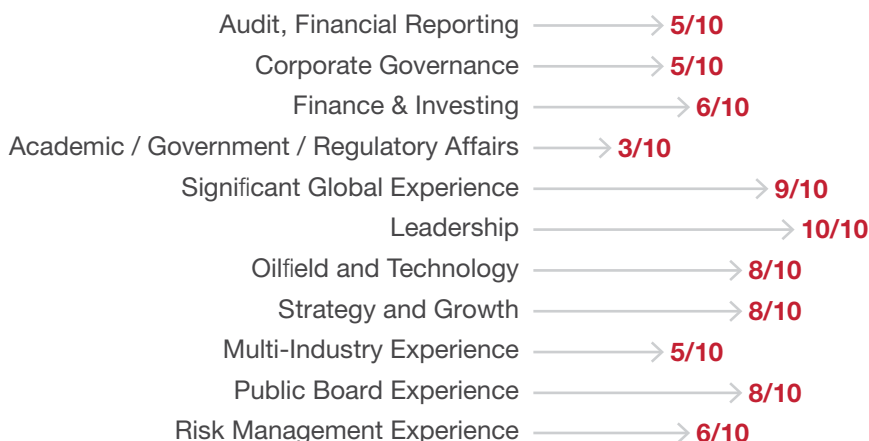 Audit, Financial Reporting 5/10
Corporate Governance 5/10
Finance & Investing 6/10
Academic / Government / Regulatory Affairs 3/10
Significant Global Experience 9/10
Leadership 10/10
Oilfield and Technology 8/10
Strategy and Growth 8/10
Multi-Industry Experience 5/10
Public Board Experience 8/10
Risk Management Experience 6/10